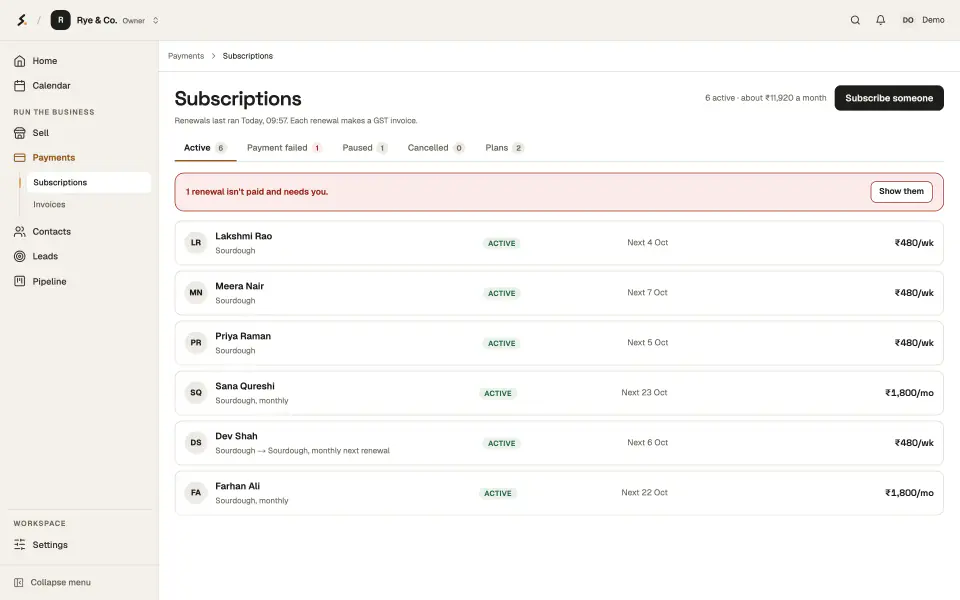 / R Rye & Co. Owner
DO Demo
Home
Calendar
RUN THE BUSINESS
Sell
Payments
Subscriptions
Invoices
Contacts
Leads
Pipeline
WORKSPACE
Settings
Collapse menu
Payments > Subscriptions
Subscriptions
6 active · about ₹11,920 a month
Subscribe someone
Renewals last ran Today, 09:57. Each renewal makes a GST invoice.
Active 6 Payment failed 1 Paused 1 Cancelled 0 Plans 2
1 renewal isn't paid and needs you.
Show them
LR Lakshmi Rao
Sourdough
ACTIVE Next 4 Oct ₹480/wk
MN Meera Nair
Sourdough
ACTIVE Next 7 Oct ₹480/wk
PR Priya Raman
Sourdough
ACTIVE Next 5 Oct ₹480/wk
SQ Sana Qureshi
Sourdough, monthly
ACTIVE Next 23 Oct ₹1,800/mo
DS Dev Shah
Sourdough → Sourdough, monthly next renewal
ACTIVE Next 6 Oct ₹480/wk
FA Farhan Ali
Sourdough, monthly
ACTIVE Next 22 Oct ₹1,800/mo